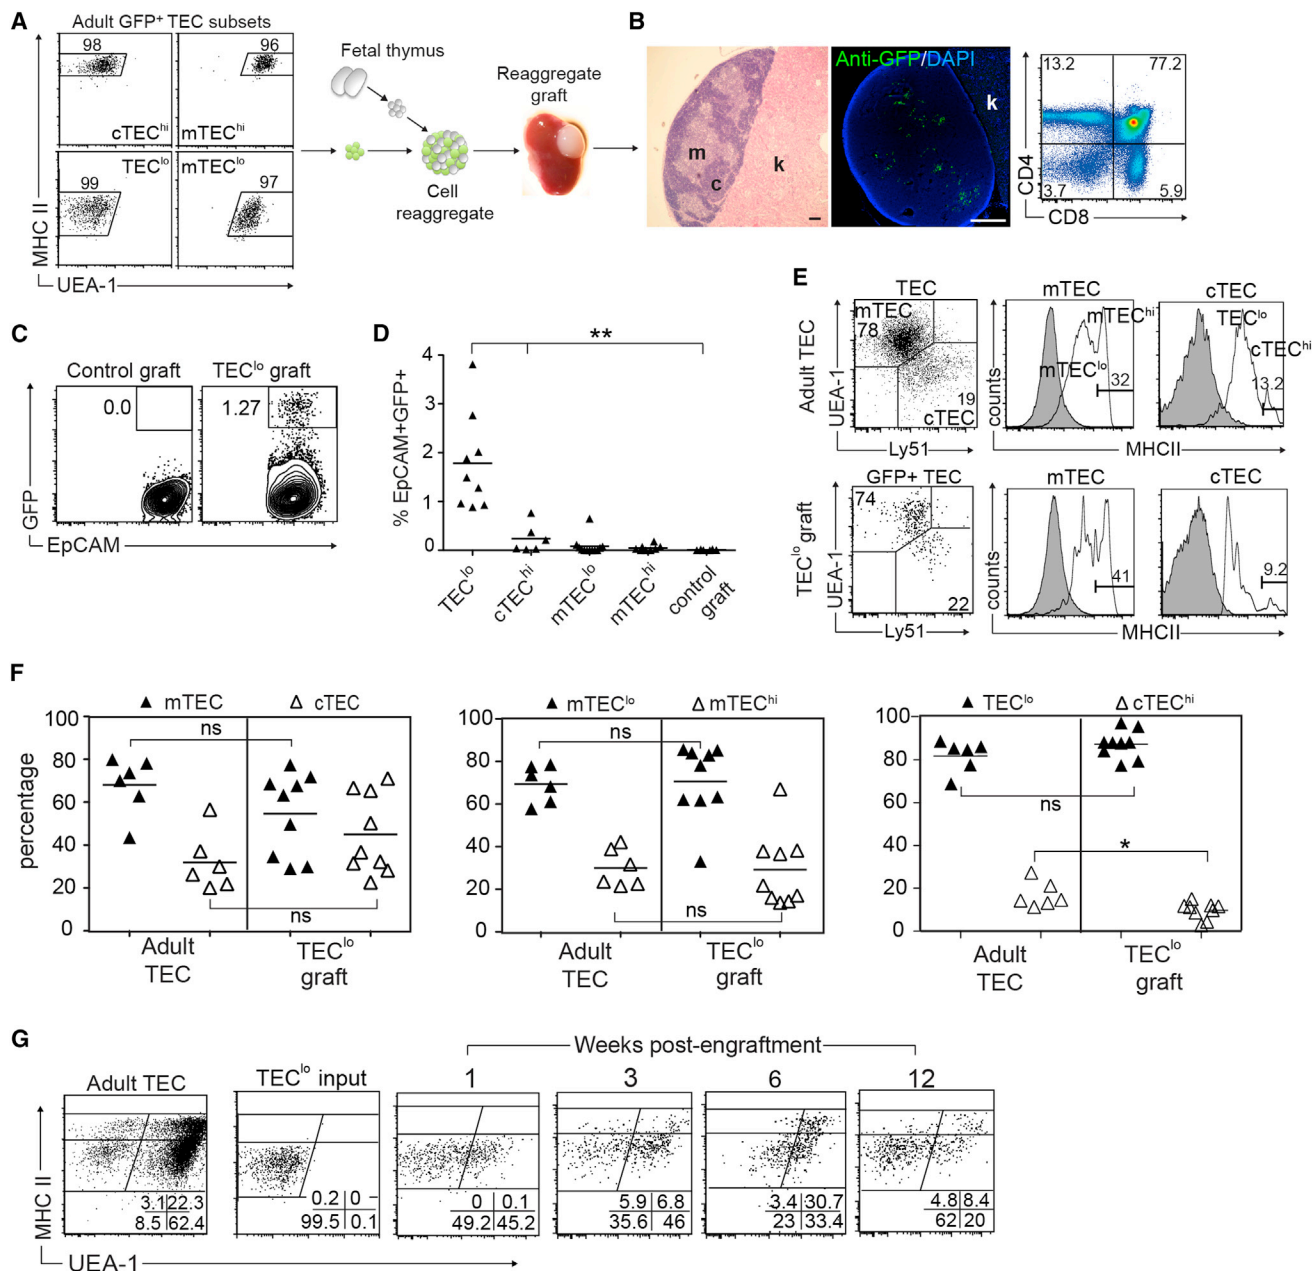 A
Adult GFP+ TEC subsets
98
96
cTEChi
mTEChi
TEClo
mTEClo
99
97
MHC II
UEA-1
Fetal thymus
Cell
reaggregate
Reaggregate
graft
B
m
c
k
Anti-GFP/DAPI
k
13.2
77.2
3.7
5.9
CD4
CD8
C
Control graft
TEClo graft
0.0
1.27
GFP
EpCAM
D
**
% EpCAM+GFP+
4
3
2
1
0
TEClo
cTEChi
mTEClo
mTEChi
control
graft
E
Adult TEC
TEC
mTEC
78
19
cTEC
UEA-1
Ly51
mTEC
mTEChi
mTEClo
32
counts
cTEC
TEClo
cTEChi
13.2
MHCII
TEClo graft
GFP+ TEC
74
22
UEA-1
Ly51
mTEC
41
counts
cTEC
9.2
MHCII
F
percentage
▲ mTEC △ cTEC
100
80
60
40
20
0
ns
ns
Adult
TEC
TEClo
graft
▲ mTEClo △ mTEChi
100
80
60
40
20
0
ns
ns
Adult
TEC
TEClo
graft
▲ TEClo △ cTEChi
100
80
60
40
20
0
ns
*
Adult
TEC
TEClo
graft
G
Weeks post-engraftment
Adult TEC
TEClo input
1
3
6
12
MHC II
3.1 22.3
8.5 62.4
0.2 0
99.5 0.1
0 0.1
49.2 45.2
5.9 6.8
35.6 46
3.4 30.7
23 33.4
4.8 8.4
62 20
UEA-1